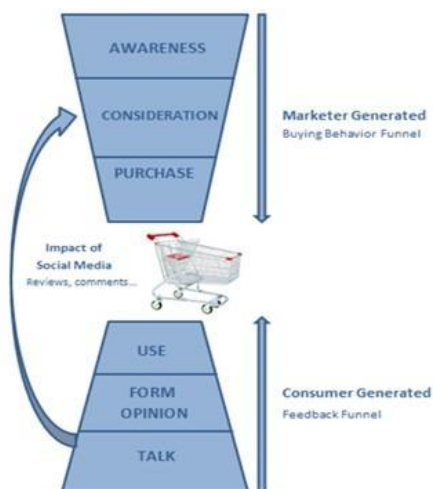 AWARENESS
CONSIDERATION
PURCHASE
Marketer Generated
Buying Behavior Funnel
Impact of
Social Media
Reviews, comments...
USE
FORM
OPINION
TALK
Consumer Generated
Feedback Funnel